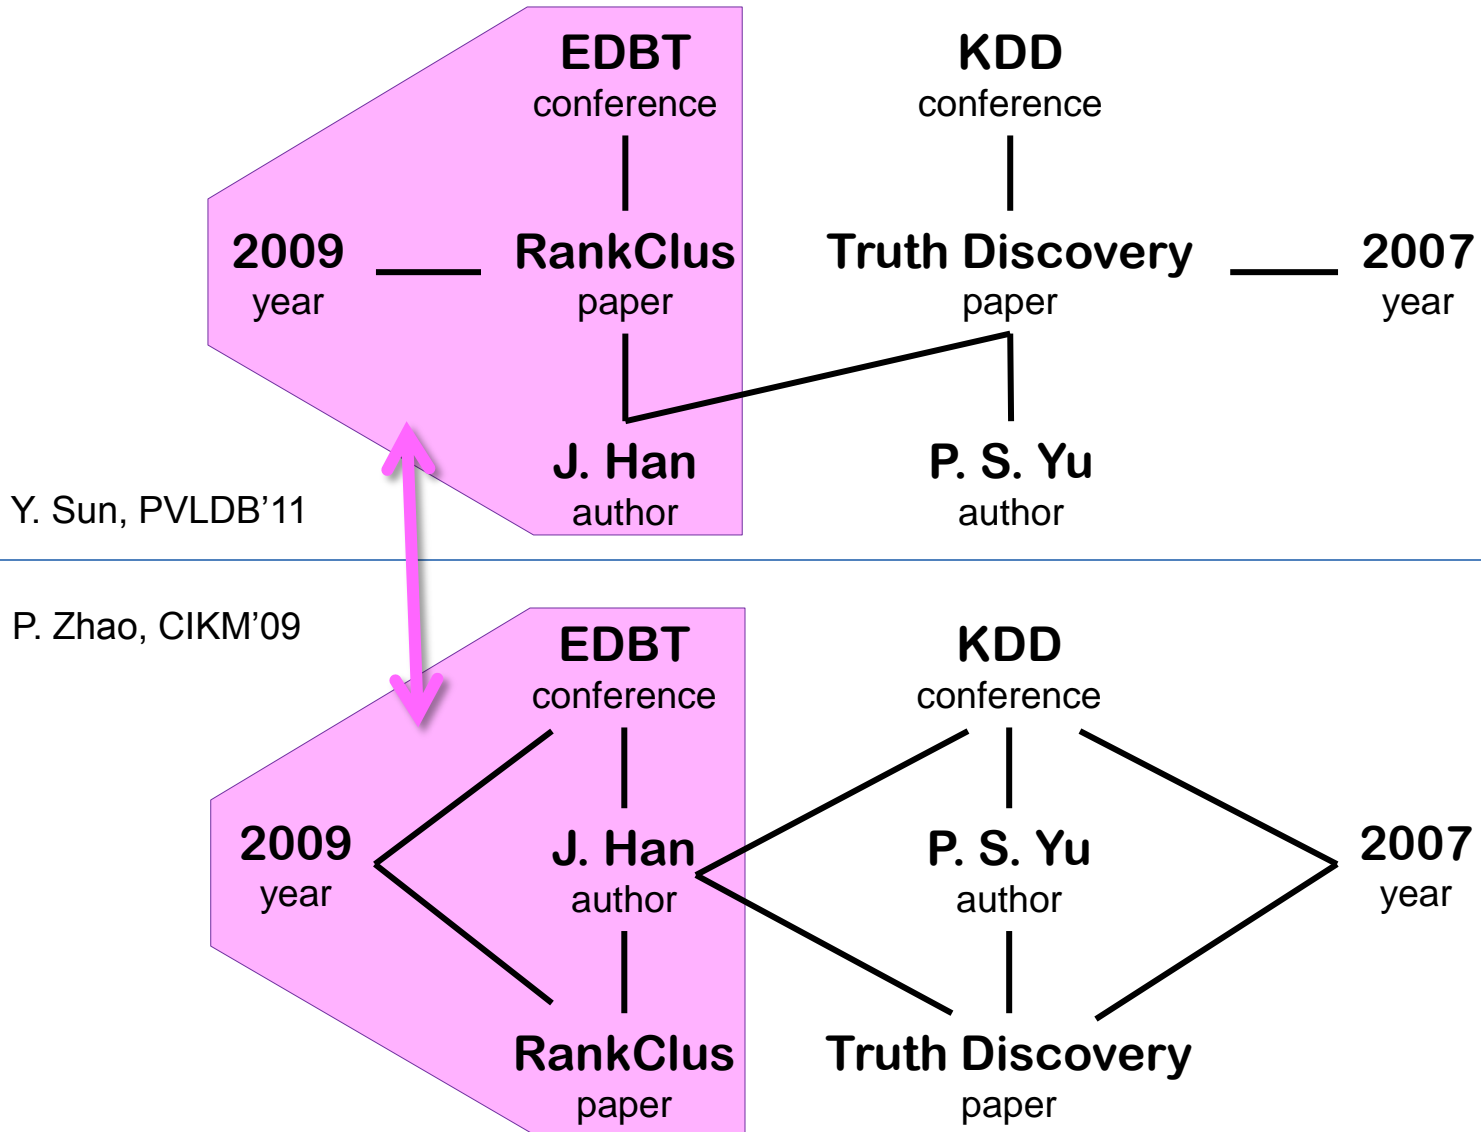 EDBT
conference
KDD
conference
2009
year
RankClus
paper
Truth Discovery
paper
2007
year
J. Han
author
P. S. Yu
author
Y. Sun, PVLDB’11
P. Zhao, CIKM’09
EDBT
conference
KDD
conference
2009
year
J. Han
author
P. S. Yu
author
2007
year
RankClus
paper
Truth Discovery
paper